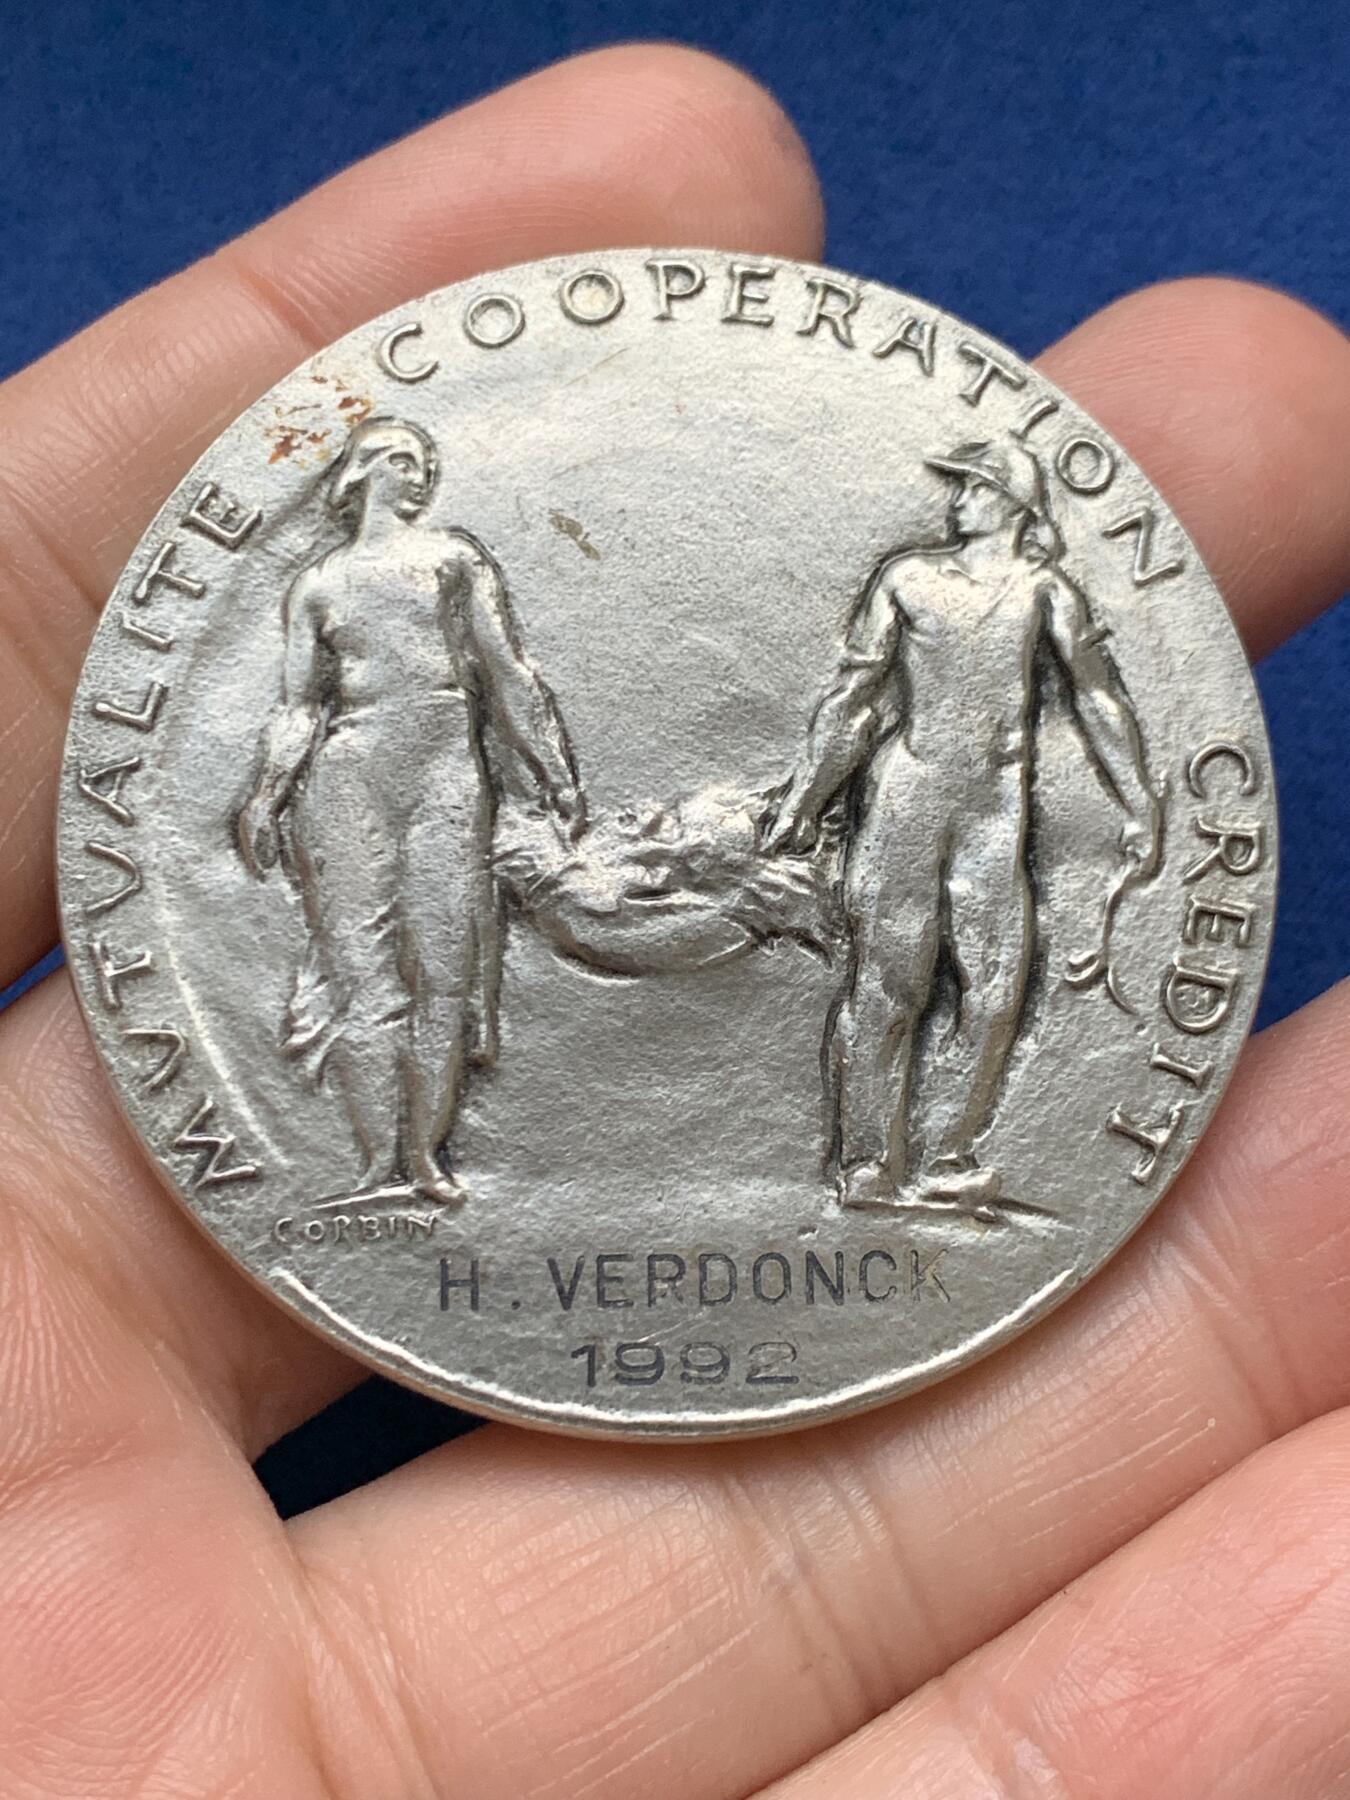 MVTVALITE COOPERATION CREDIT
CORBIN
H. VERDONCK
1992